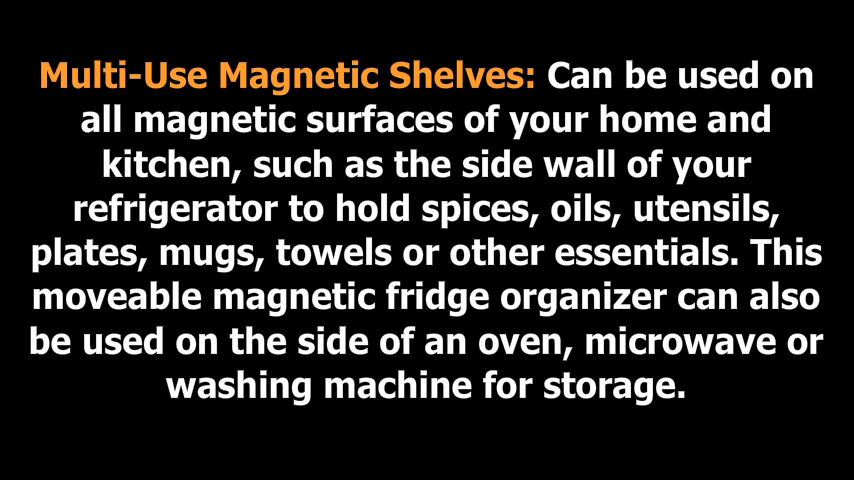 Multi-Use Magnetic Shelves: Can be used on
all magnetic surfaces of your home and
kitchen, such as the side wall of your
refrigerator to hold spices, oils, utensils,
plates, mugs, towels or other essentials. This
moveable magnetic fridge organizer can also
be used on the side of an oven, microwave or
washing machine for storage.